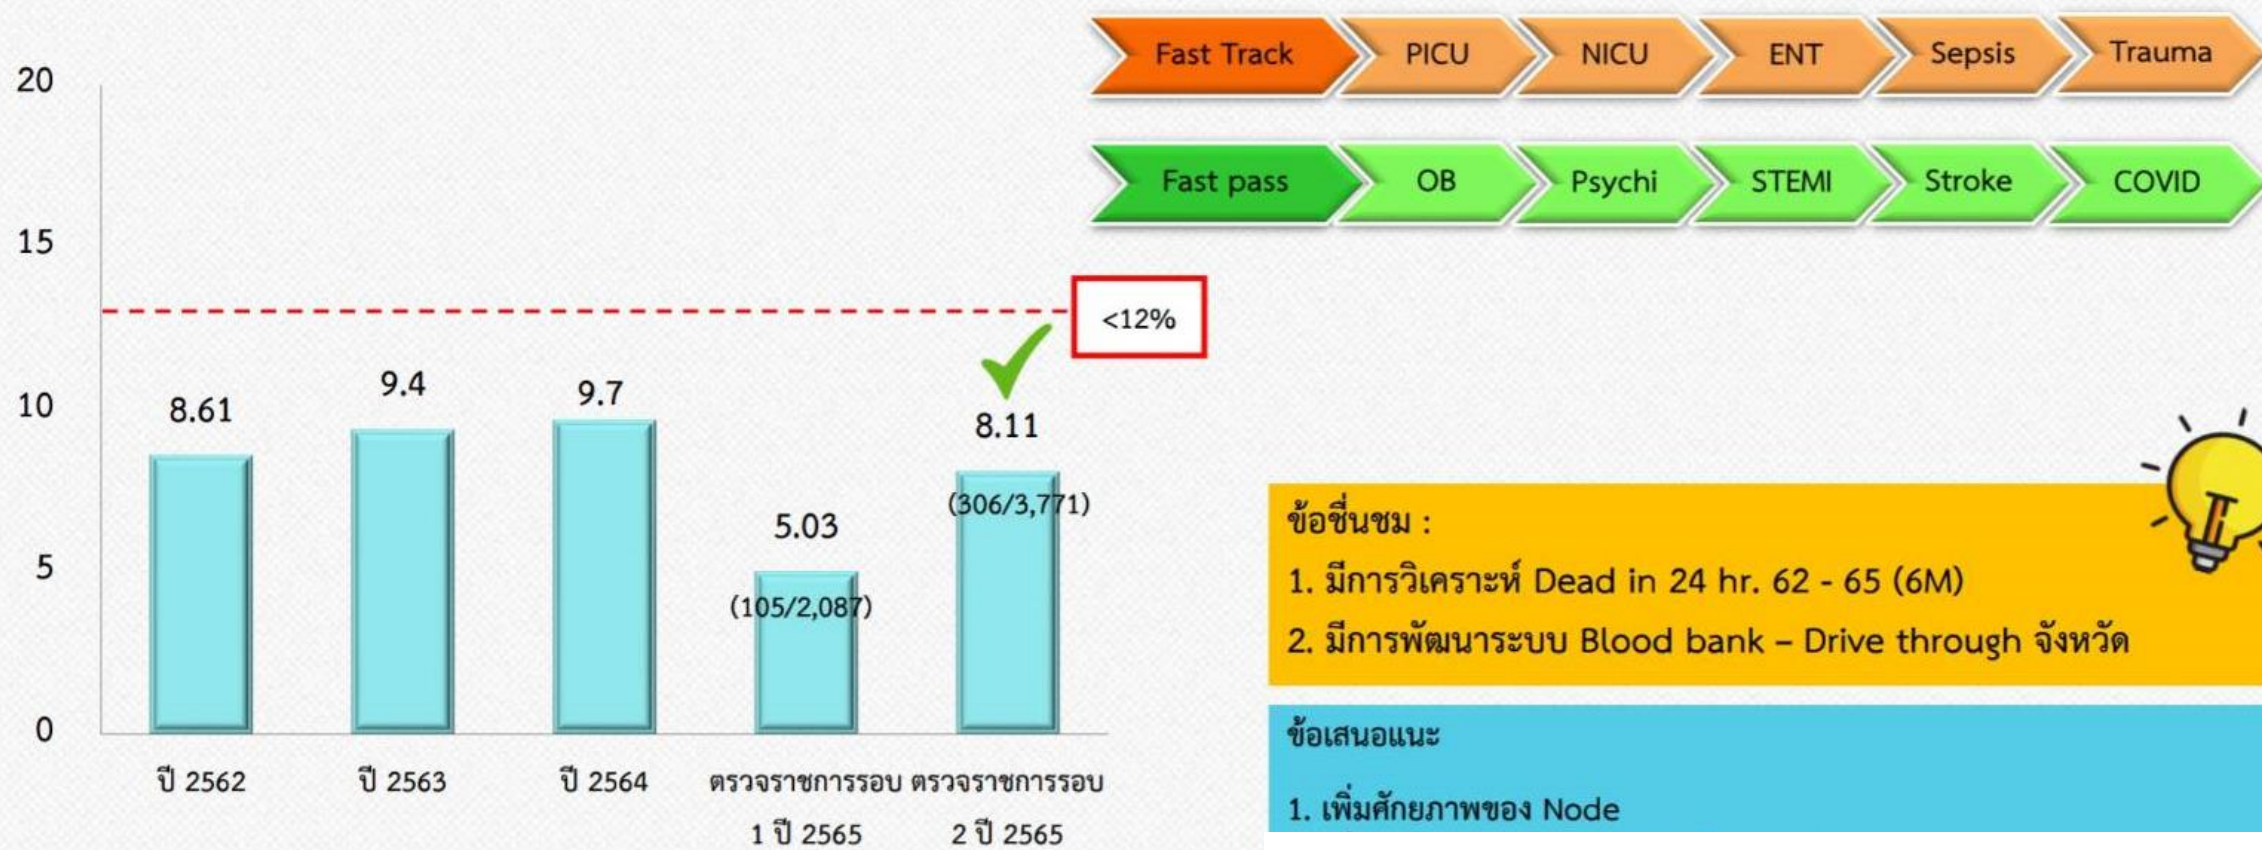 Fast Track PICU NICU ENT Sepsis Trauma
Fast pass OB Psychi STEMI Stroke COVID
20
15
10
5
0
<12%
8.61
9.4
9.7
5.03
(105/2,087)
8.11
(306/3,771)
ปี 2562
ปี 2563
ปี 2564
ตรวจราชการรอบ
1 ปี 2565
ตรวจราชการรอบ
2 ปี 2565
ข้อชื่นชม :
1. มีการวิเคราะห์ Dead in 24 hr. 62 - 65 (6M)
2. มีการพัฒนาระบบ Blood bank – Drive through จังหวัด
ข้อเสนอแนะ
1. เพิ่มศักยภาพของ Node